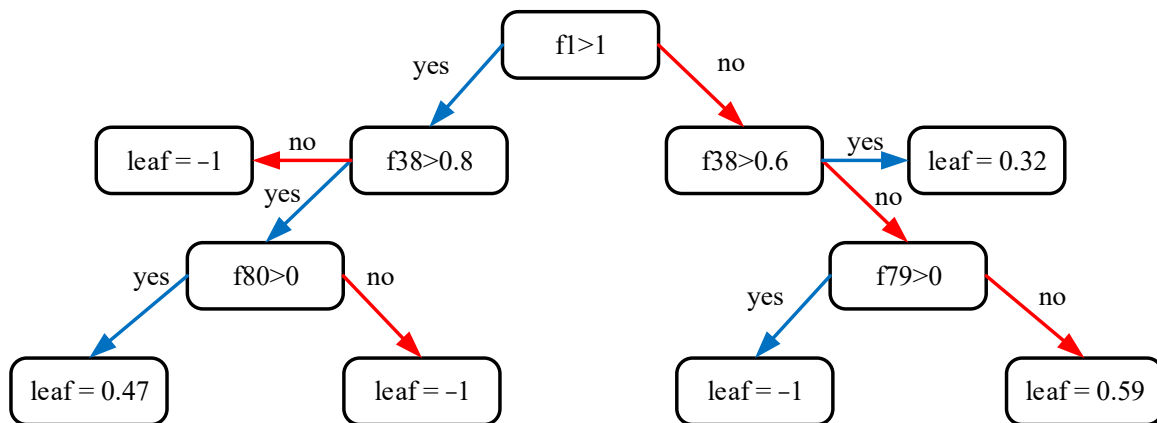 f1>1
yes
no
leaf = –1
no
f38>0.8
f38>0.6
yes
leaf = 0.32
yes
no
yes
f80>0
no
yes
f79>0
no
leaf = 0.47
leaf = –1
leaf = –1
leaf = 0.59